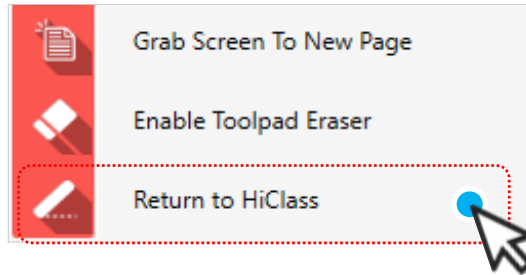 Grab Screen To New Page
Enable Toolpad Eraser
Return to HiClass